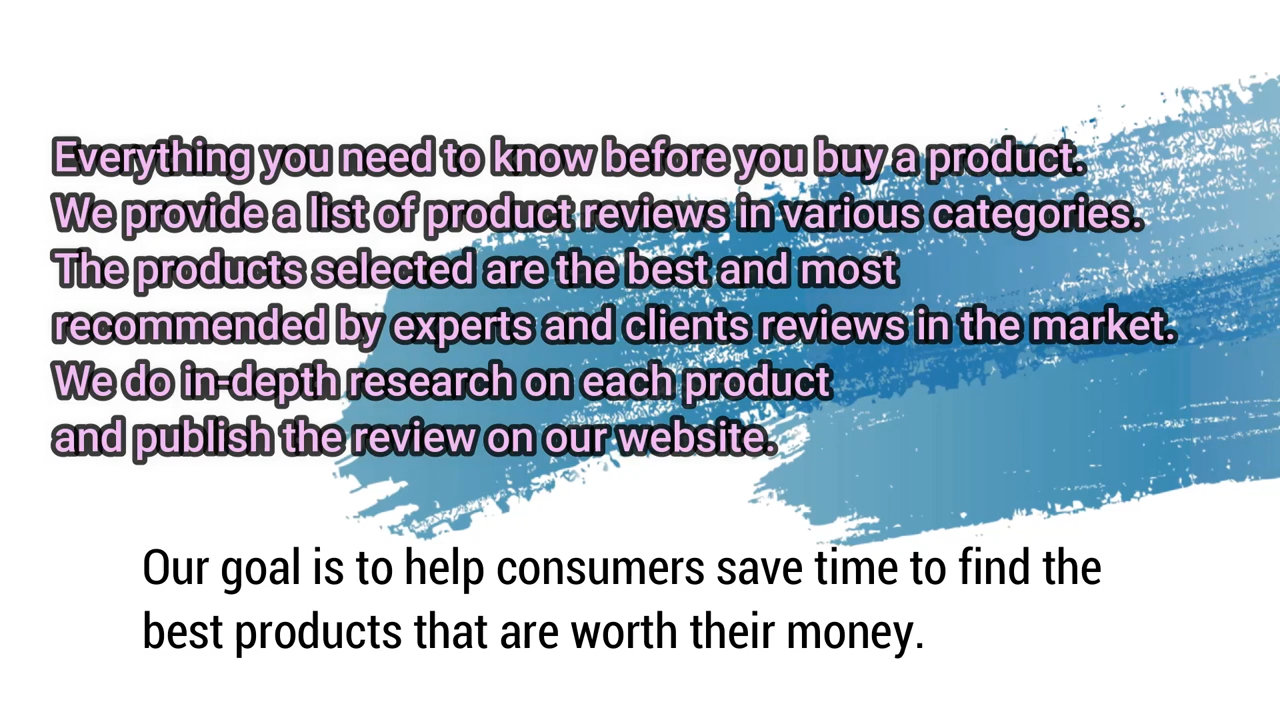 Everything you need to know before you buy a product.
We provide a list of product reviews in various categories.
The products selected are the best and most
recommended by experts and clients reviews in the market.
We do in-depth research on each product
and publish the review on our website.
Our goal is to help consumers save time to find the
best products that are worth their money.